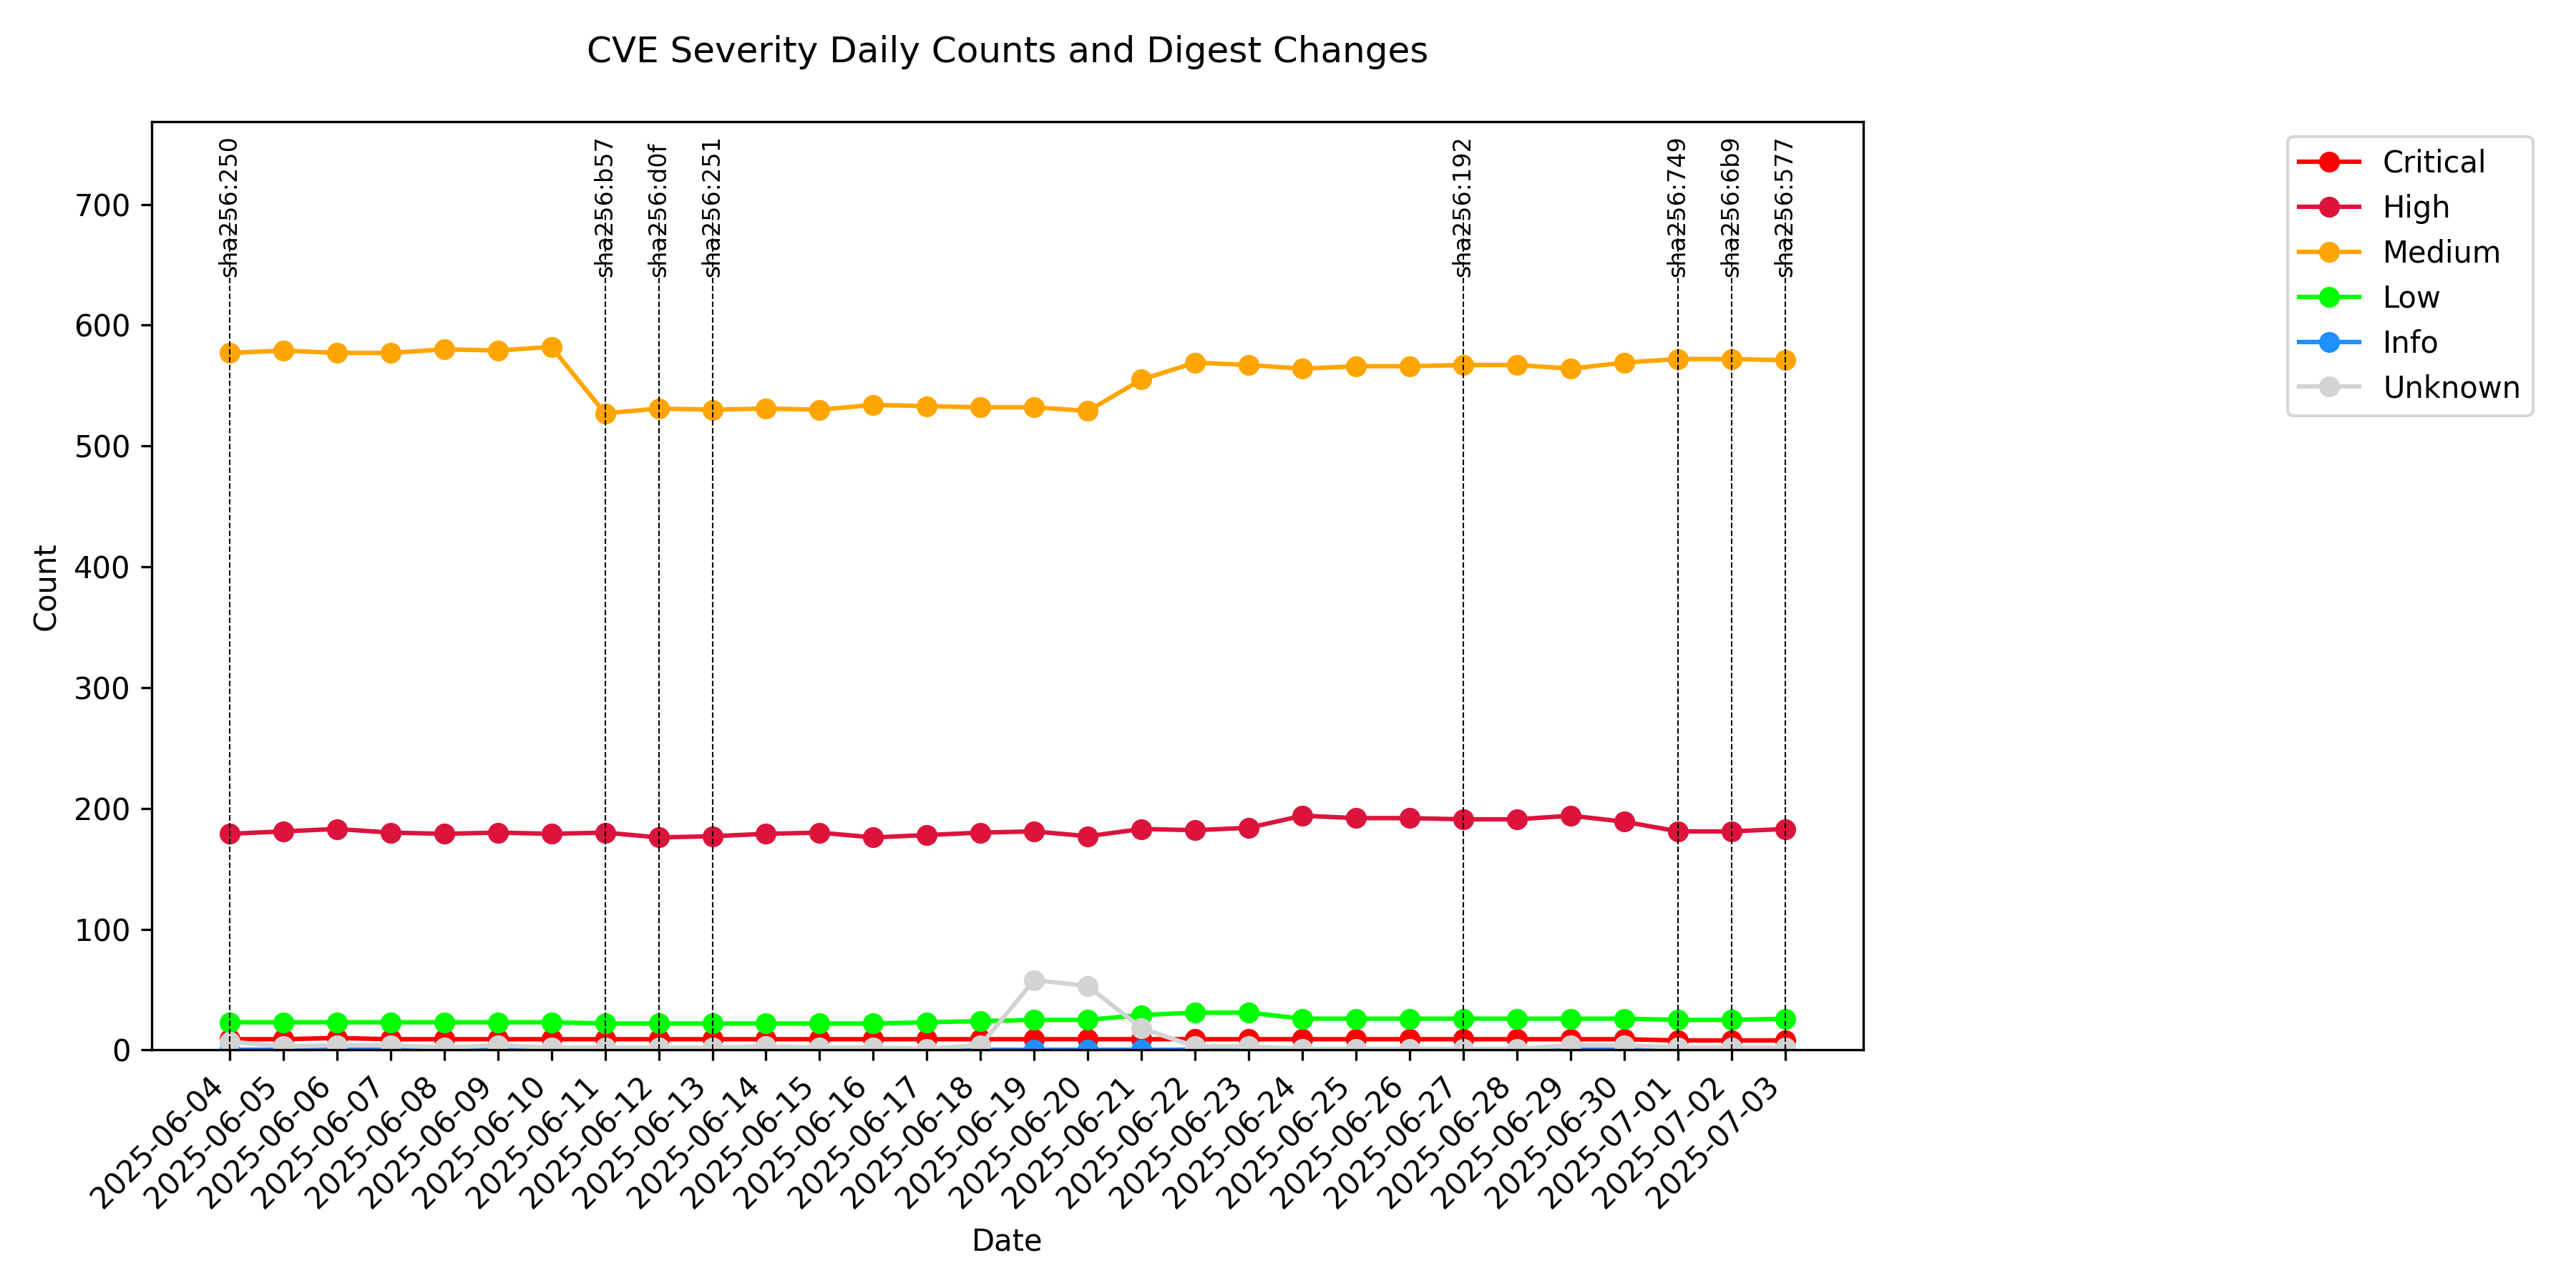 CVE Severity Daily Counts and Digest Changes
sha256:250
sha256:b57
sha256:d0f
sha256:251
sha256:192
sha256:749
sha256:6b9
sha256:577
Critical
High
Medium
Low
Info
Unknown
Count
700
600
500
400
300
200
100
0
2025-06-04
2025-06-05
2025-06-06
2025-06-07
2025-06-08
2025-06-09
2025-06-10
2025-06-11
2025-06-12
2025-06-13
2025-06-14
2025-06-15
2025-06-16
2025-06-17
2025-06-18
2025-06-19
2025-06-20
2025-06-21
2025-06-22
2025-06-23
2025-06-24
2025-06-25
2025-06-26
2025-06-27
2025-06-28
2025-06-29
2025-06-30
2025-07-01
2025-07-02
2025-07-03
Date